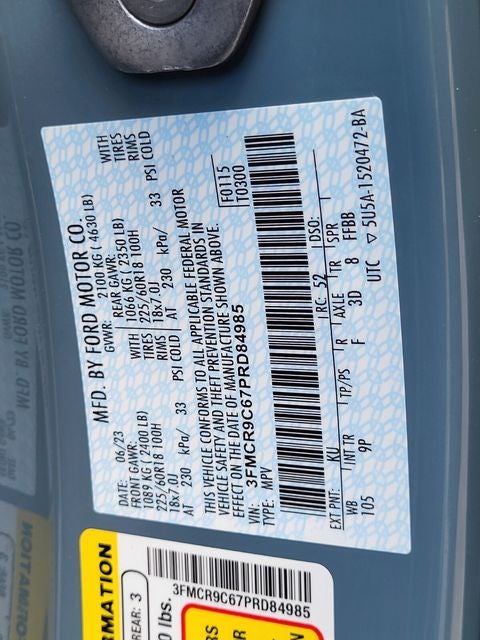 MFD. BY FORD MOTOR CO.
DATE: 06/23
GVWR: 2100 KG ( 4630 LB)
FRONT GAWR: 1089 KG ( 2400 LB)
225/60R18 100H
18x7.0J
AT 230 kPa/ 33 PSI COLD
WITH TIRES RIMS
REAR GAWR: 1066 KG ( 2350 LB)
225/60R18 100H
18x7.0J
AT 230 kPa/ 33 PSI COLD
WITH TIRES RIMS
THIS VEHICLE CONFORMS TO ALL APPLICABLE FEDERAL MOTOR
VEHICLE SAFETY AND THEFT PREVENTION STANDARDS IN
EFFECT ON THE DATE OF MANUFACTURE SHOWN ABOVE.
VIN: 3FMCR9C67PRD84985
TYPE: MPV
F0115
T0300
EXT PNT: KU RC: 52 DSO:
WB INT TR TP/PS R AXLE TR SPR
105 9P F 3D 8 FFBB
UTC ▽ 5U5A-1520472-BA
3FMCR9C67PRD84985
REAR: 3